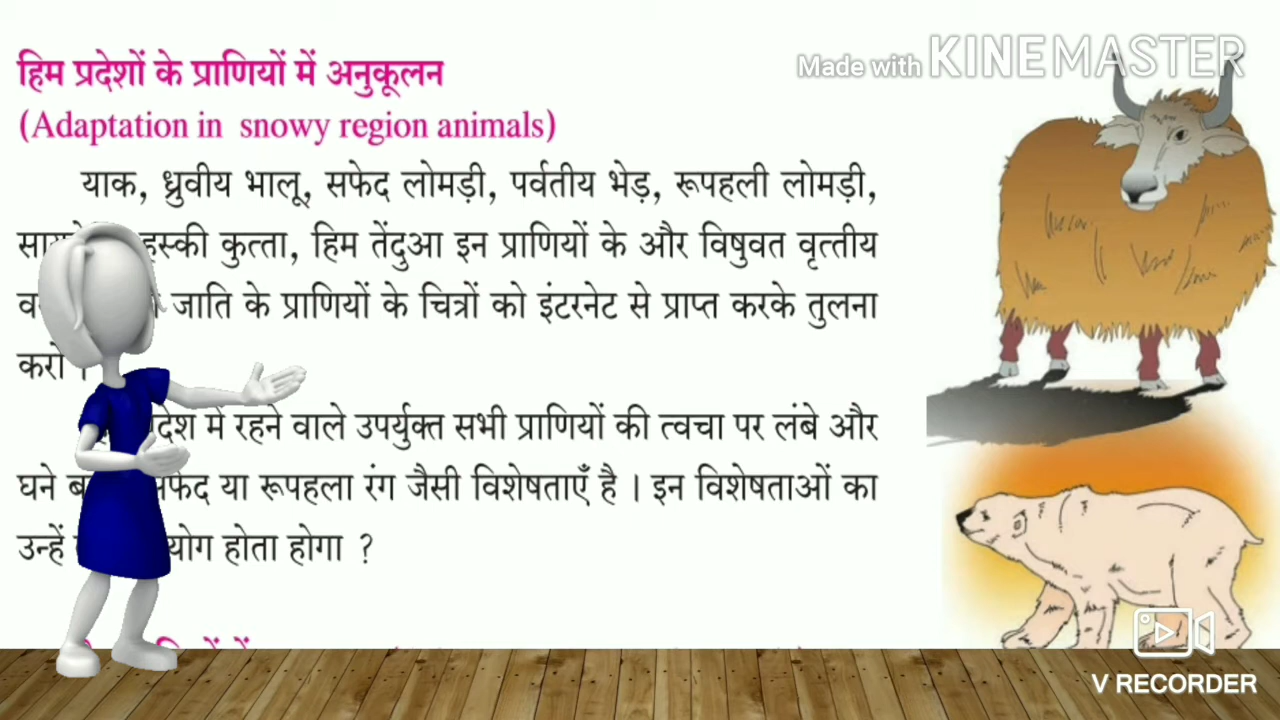 Made with KINEMASTER
हिम प्रदेशों के प्राणियों में अनुकूलन
(Adaptation in snowy region animals)
याक, ध्रुवीय भालू, सफेद लोमड़ी, पर्वतीय भेड़, रूपहली लोमड़ी,
हस्की कुत्ता, हिम तेंदुआ इन प्राणियों के और विषुवत वृत्तीय
जाति के प्राणियों के चित्रों को इंटरनेट से प्राप्त करके तुलना
करो ।
में रहने वाले उपर्युक्त सभी प्राणियों की त्वचा पर लंबे और
घने सफेद या रूपहला रंग जैसी विशेषताएँ है । इन विशेषताओं का
उन्हें होता होगा ?
V RECORDER